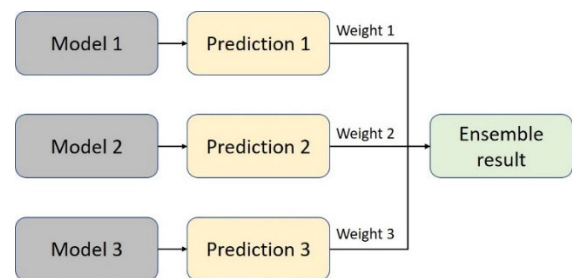 Model 1
Prediction 1
Weight 1
Model 2
Prediction 2
Weight 2
Ensemble
result
Model 3
Prediction 3
Weight 3